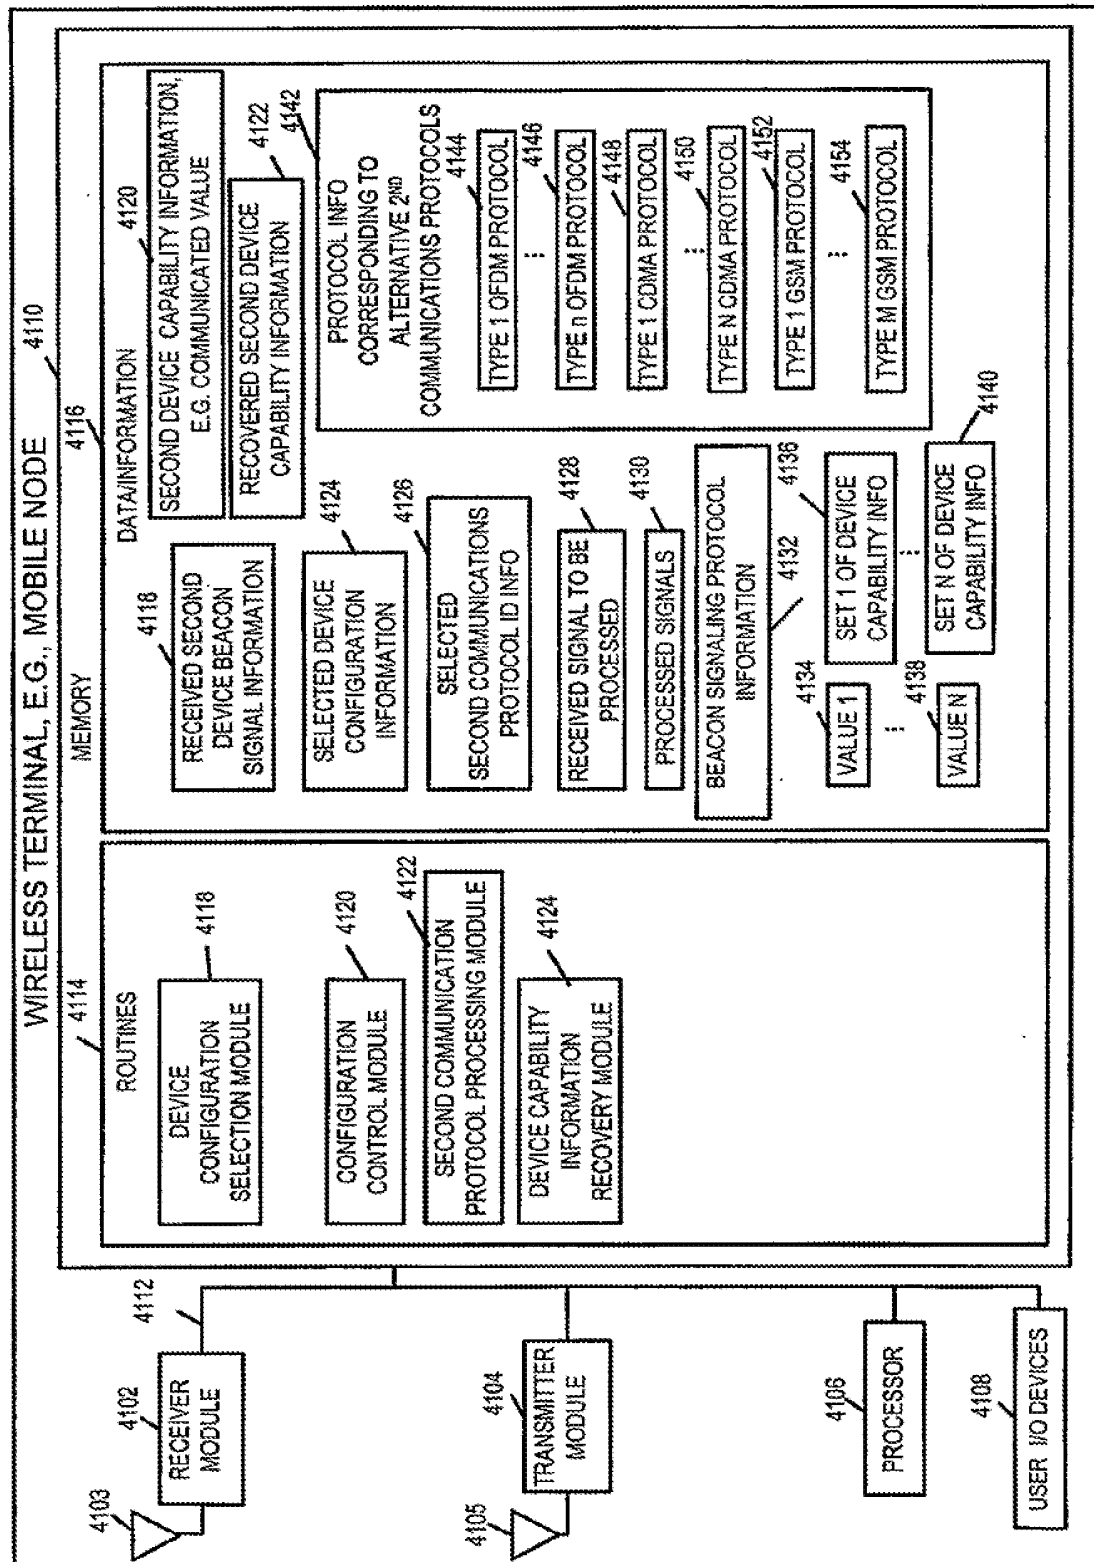 WIRELESS TERMINAL, E.G., MOBILE NODE
4110
4103
4102
RECEIVER
MODULE
4112
4105
4104
TRANSMITTER
MODULE
4106
PROCESSOR
4108
USER I/O DEVICES
MEMORY
4114
ROUTINES
4118
DEVICE
CONFIGURATION
SELECTION MODULE
4120
CONFIGURATION
CONTROL MODULE
4122
SECOND COMMUNICATION
PROTOCOL PROCESSING MODULE
4124
DEVICE CAPABILITY
INFORMATION
RECOVERY MODULE
4116
DATA/INFORMATION
4118
RECEIVED SECOND
DEVICE BEACON
SIGNAL INFORMATION
4120
SECOND DEVICE CAPABILITY INFORMATION,
E.G. COMMUNICATED VALUE
4122
RECOVERED SECOND DEVICE
CAPABILITY INFORMATION
4124
SELECTED DEVICE
CONFIGURATION
INFORMATION
4126
SELECTED
SECOND COMMUNICATIONS
PROTOCOL ID INFO
4128
RECEIVED SIGNAL TO BE
PROCESSED
4130
PROCESSED SIGNALS
4132
BEACON SIGNALING PROTOCOL
INFORMATION
4134
VALUE 1
4136
SET 1 OF DEVICE
CAPABILITY INFO
4138
VALUE N
4140
SET N OF DEVICE
CAPABILITY INFO
4142
PROTOCOL INFO
CORRESPONDING TO
ALTERNATIVE 2ND
COMMUNICATIONS PROTOCOLS
4144
TYPE 1 OFDM PROTOCOL
4146
TYPE n OFDM PROTOCOL
4148
TYPE 1 CDMA PROTOCOL
4150
TYPE N CDMA PROTOCOL
4152
TYPE 1 GSM PROTOCOL
4154
TYPE M GSM PROTOCOL